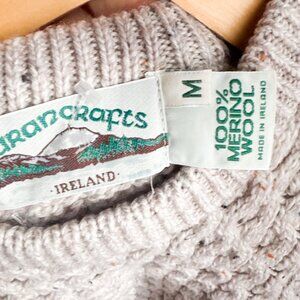 ARANCRAFTS
·IRELAND·
M
100%
MERINO
WOOL
MADE IN IRELAND